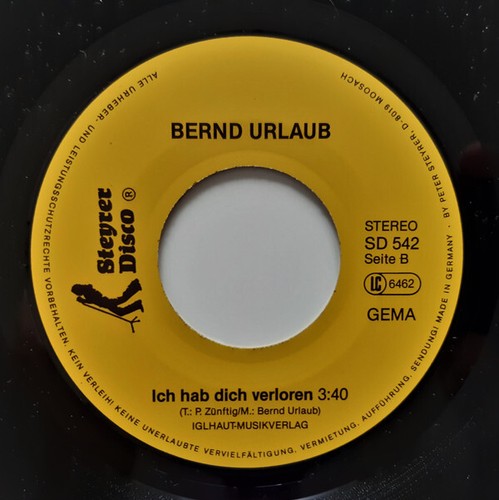 BERND URLAUB
Steyrer
Disco ®
STEREO
SD 542
Seite B
LC 6462
GEMA
Ich hab dich verloren 3:40
(T.: P. Zünftig/M.: Bernd Urlaub)
IGLHAUT-MUSIKVERLAG
ALLE URHEBER- UND LEISTUNGSSCHUTZRECHTE VORBEHALTEN. KEIN VERLEIH! KEINE UNERLAUBTE VERVIELFÄLTIGUNG, VERMIETUNG, AUFFÜHRUNG, SENDUNG! MADE IN GERMANY · BY PETER STEYRER, D-8019 MOOSACH